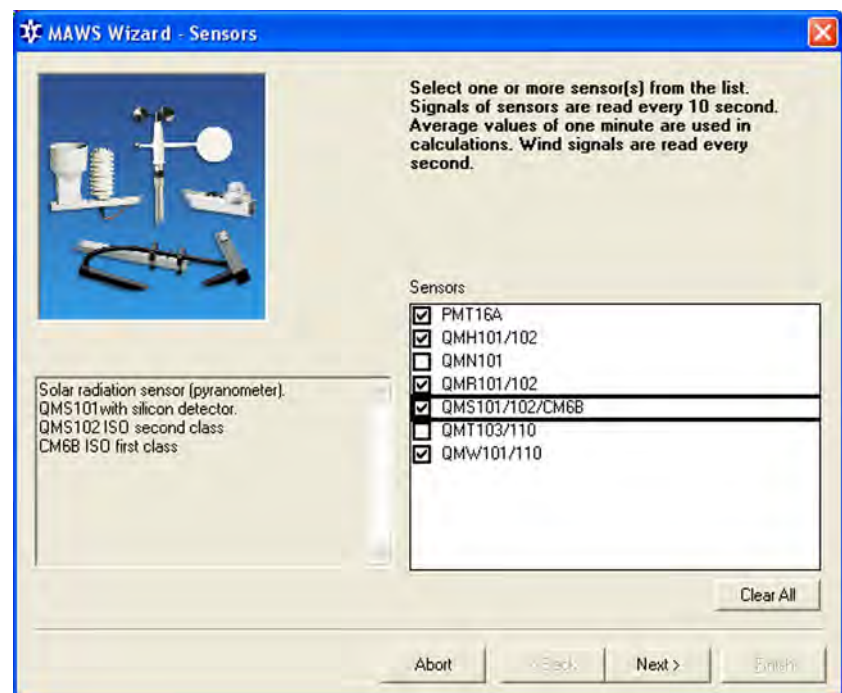 MAWS Wizard - Sensors
Select one or more sensor(s) from the list.
Signals of sensors are read every 10 second.
Average values of one minute are used in
calculations. Wind signals are read every
second.
Sensors
PMT16A
QMH101/102
QMN101
QMR101/102
QMS101/102/CM6B
QMT103/110
QMW101/110
Solar radiation sensor (pyranometer).
QMS101with silicon detector.
QMS102 ISO second class
CM6B ISO first class
Clear All
Abort
< Back
Next >
Finish